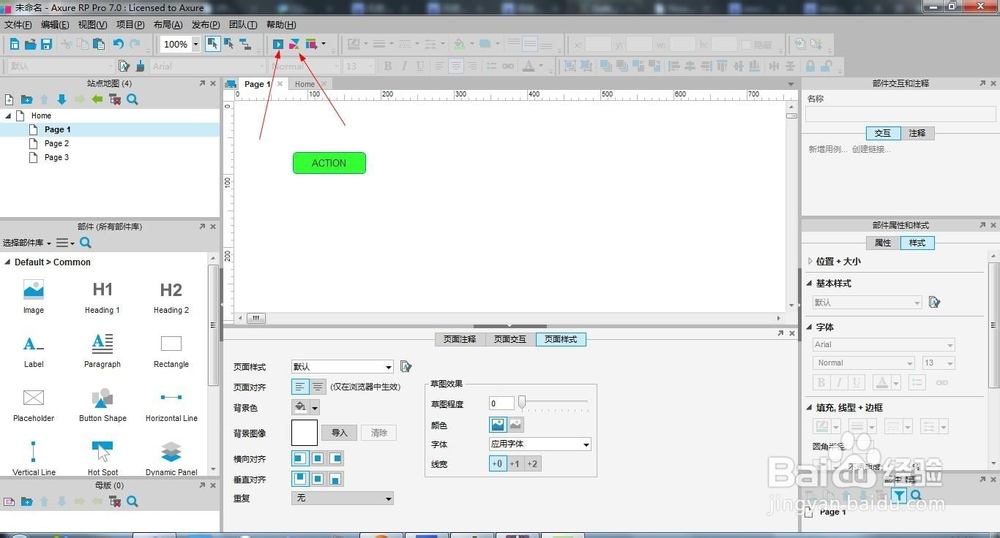 未命名 - Axure RP Pro 7.0 : Licensed to Axure
文件(F) 编辑(E) 视图(V) 项目(P) 布局(A) 发布(P) 团队(T) 帮助(H)
100%
x: y: w: h: 隐藏
默认 Arial Normal 13
站点地图 (4)
Home
Page 1
Page 2
Page 3
部件 (所有部件库)
选择部件库
Default > Common
Image
Heading 1
Heading 2
Label
Paragraph
Rectangle
Placeholder
Button Shape
Horizontal Line
Vertical Line
Hot Spot
Dynamic Panel
母版 (0)
Page 1 Home
0 100 200 300 400 500 600 700
0
100
200
ACTION
页面注释 页面交互 页面样式
页面样式 默认
页面对齐 (仅在浏览器中生效)
背景色
背景图像 导入 清除
横向对齐
垂直对齐
重复 无
草图效果
草图程度 0
颜色
字体 应用字体
线宽 +0 +1 +2
部件交互和注释
名称
交互 注释
新增用例... 创建链接...
部件属性和样式
属性 样式
位置 + 大小
基本样式
默认
字体
Arial
Normal 13
填充, 线型 + 边框
圆角
Page 1
Baidu 经验
jingyan.baidu.com